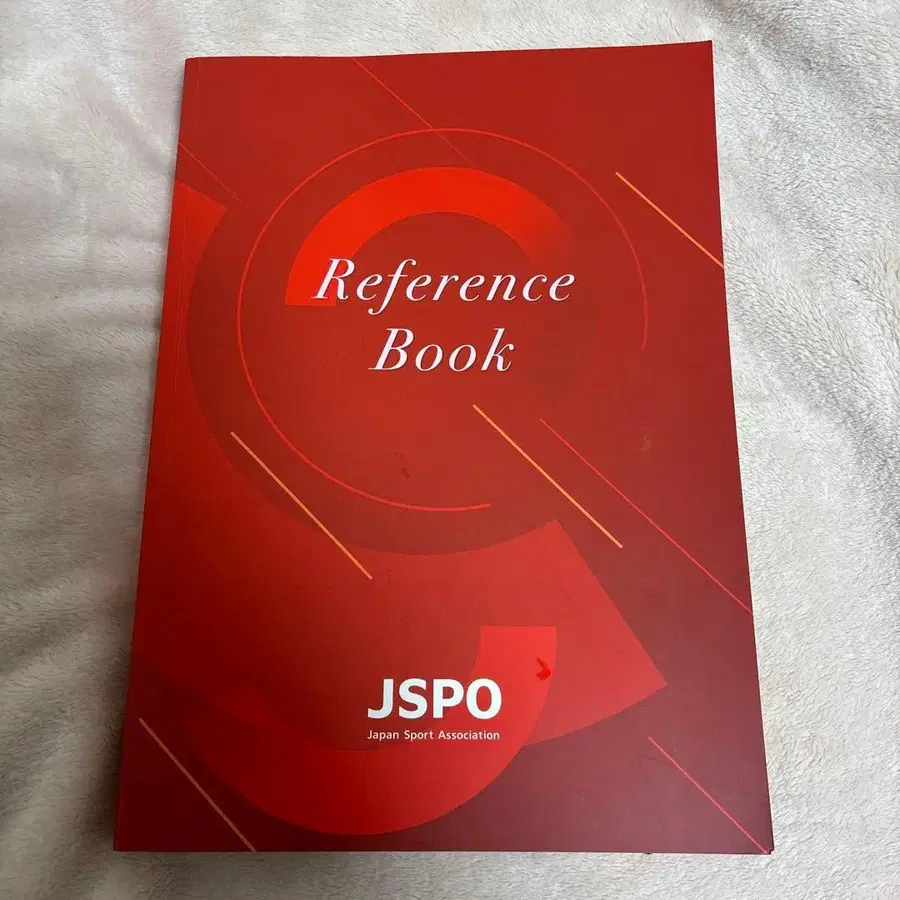 Reference
Book
JSPO
Japan Sport Association